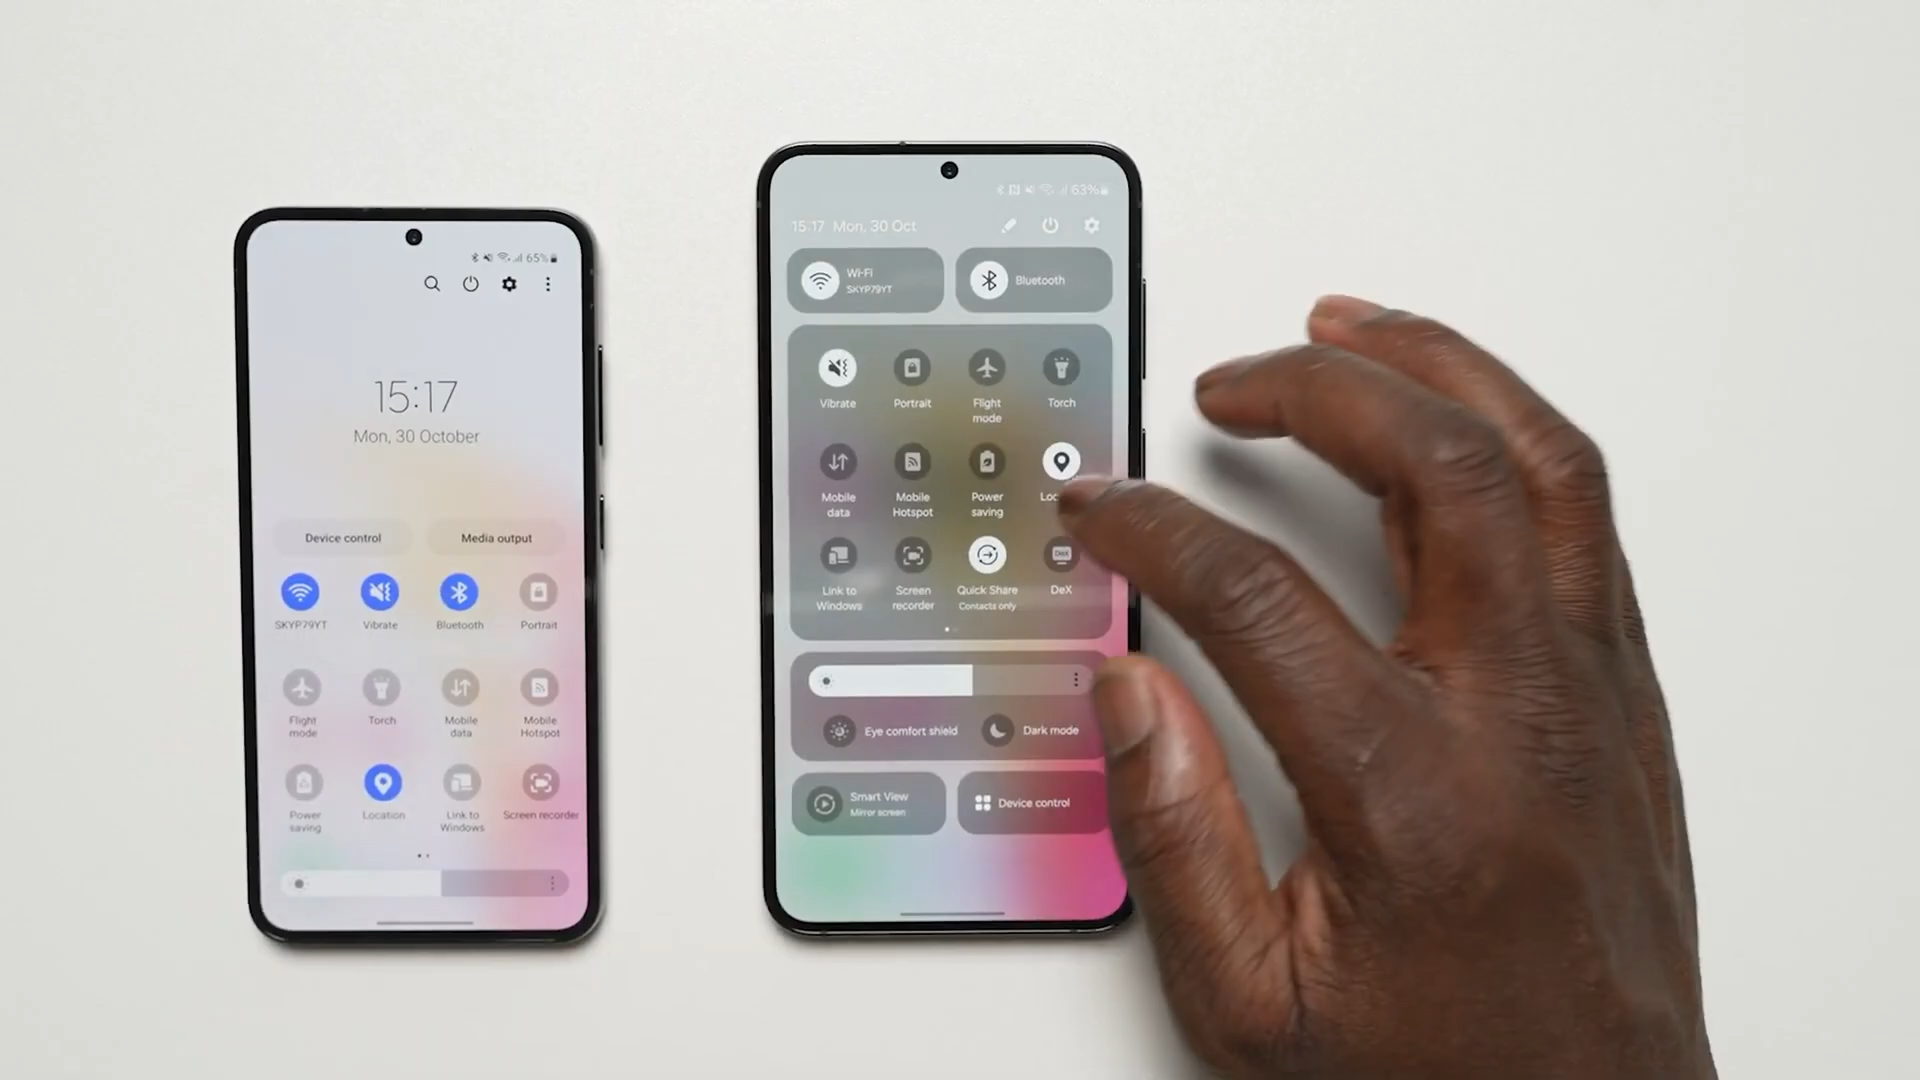 65%
15:17
Mon, 30 October
Device control
Media output
SKYP79YT
Vibrate
Bluetooth
Portrait
Flight
mode
Torch
Mobile
data
Mobile
Hotspot
Power
saving
Location
Link to
Windows
Screen recorder
63%
15:17 Mon, 30 Oct
Wi-Fi
SKYP79YT
Bluetooth
Vibrate
Portrait
Flight
mode
Torch
Mobile
data
Mobile
Hotspot
Power
saving
Link to
Windows
Screen
recorder
Quick Share
Contacts only
DeX
DeX
Eye comfort shield
Dark mode
Smart View
Mirror screen
Device control